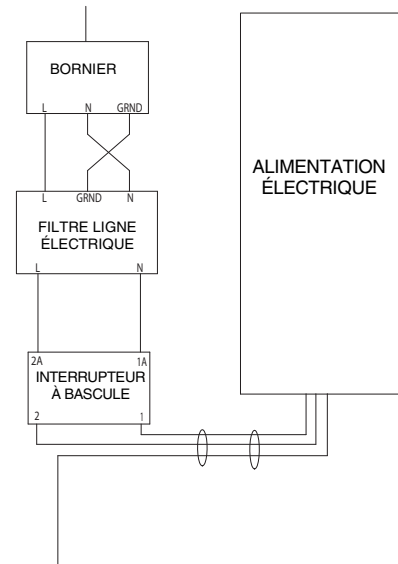 BORNIER
L N GRND
L GRND N
FILTRE LIGNE
ÉLECTRIQUE
L N
2A 1A
INTERRUPTEUR
À BASCULE
2 1
ALIMENTATION
ÉLECTRIQUE